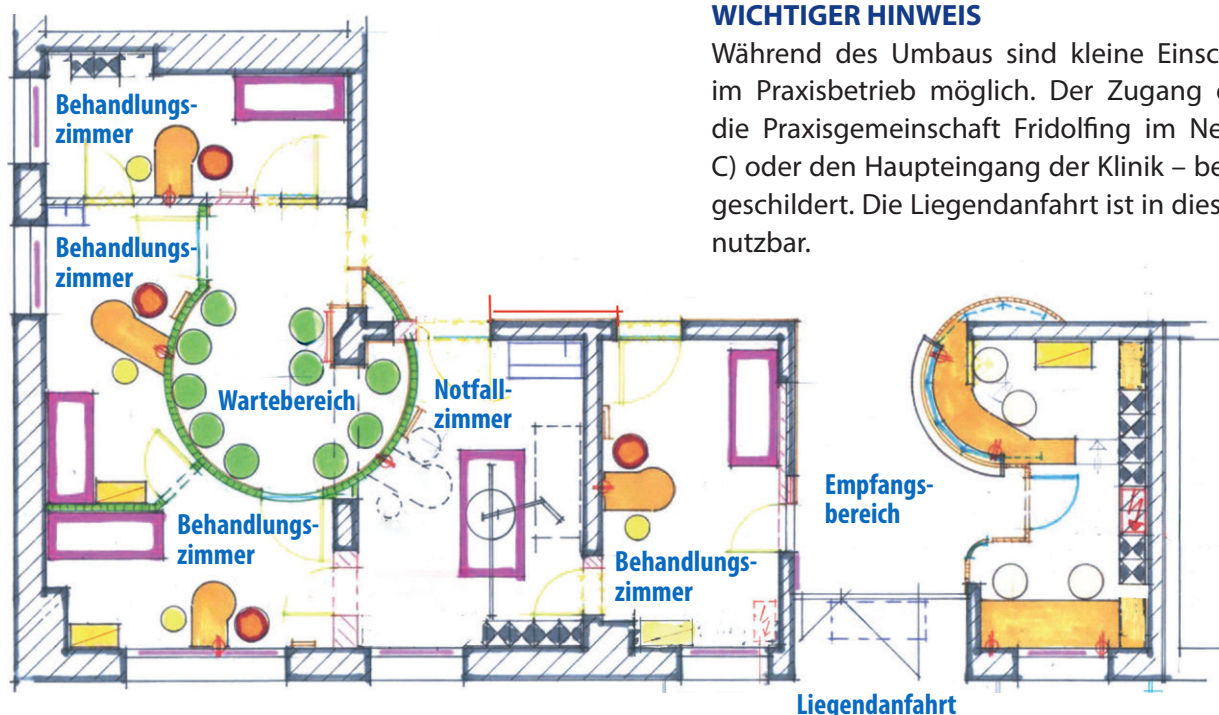 WICHTIGER HINWEIS
Während des Umbaus sind kleine Einsc
im Praxisbetrieb möglich. Der Zugang
die Praxisgemeinschaft Fridolfing im Ne
C) oder den Haupteingang der Klinik – be
geschildert. Die Liegendanfahrt ist in dies
nutzbar.
Behandlungs-
zimmer
Behandlungs-
zimmer
Wartebereich
Notfall-
zimmer
Behandlungs-
zimmer
Behandlungs-
zimmer
Empfangs-
bereich
Liegendanfahrt